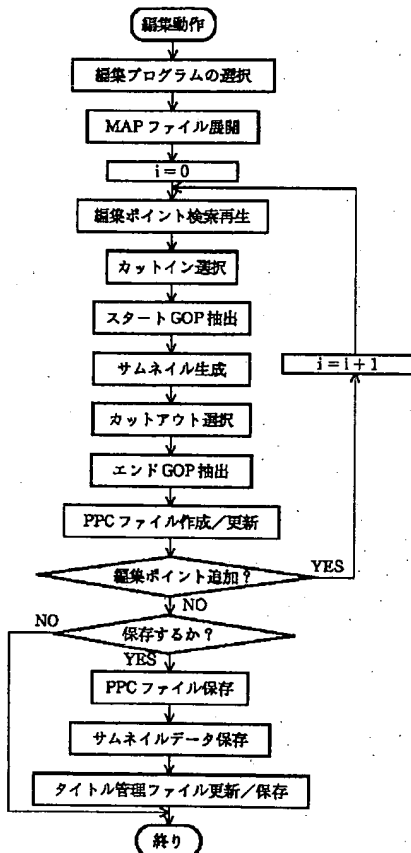 編集動作
編集プログラムの選択
MAPファイル展開
i=0
編集ポイント検索再生
カットイン選択
スタートGOP抽出
サムネイル生成
i=i+1
カットアウト選択
エンドGOP抽出
PPCファイル作成/更新
編集ポイント追加?
YES
NO
保存するか?
NO
YES
PPCファイル保存
サムネイルデータ保存
タイトル管理ファイル更新/保存
終り